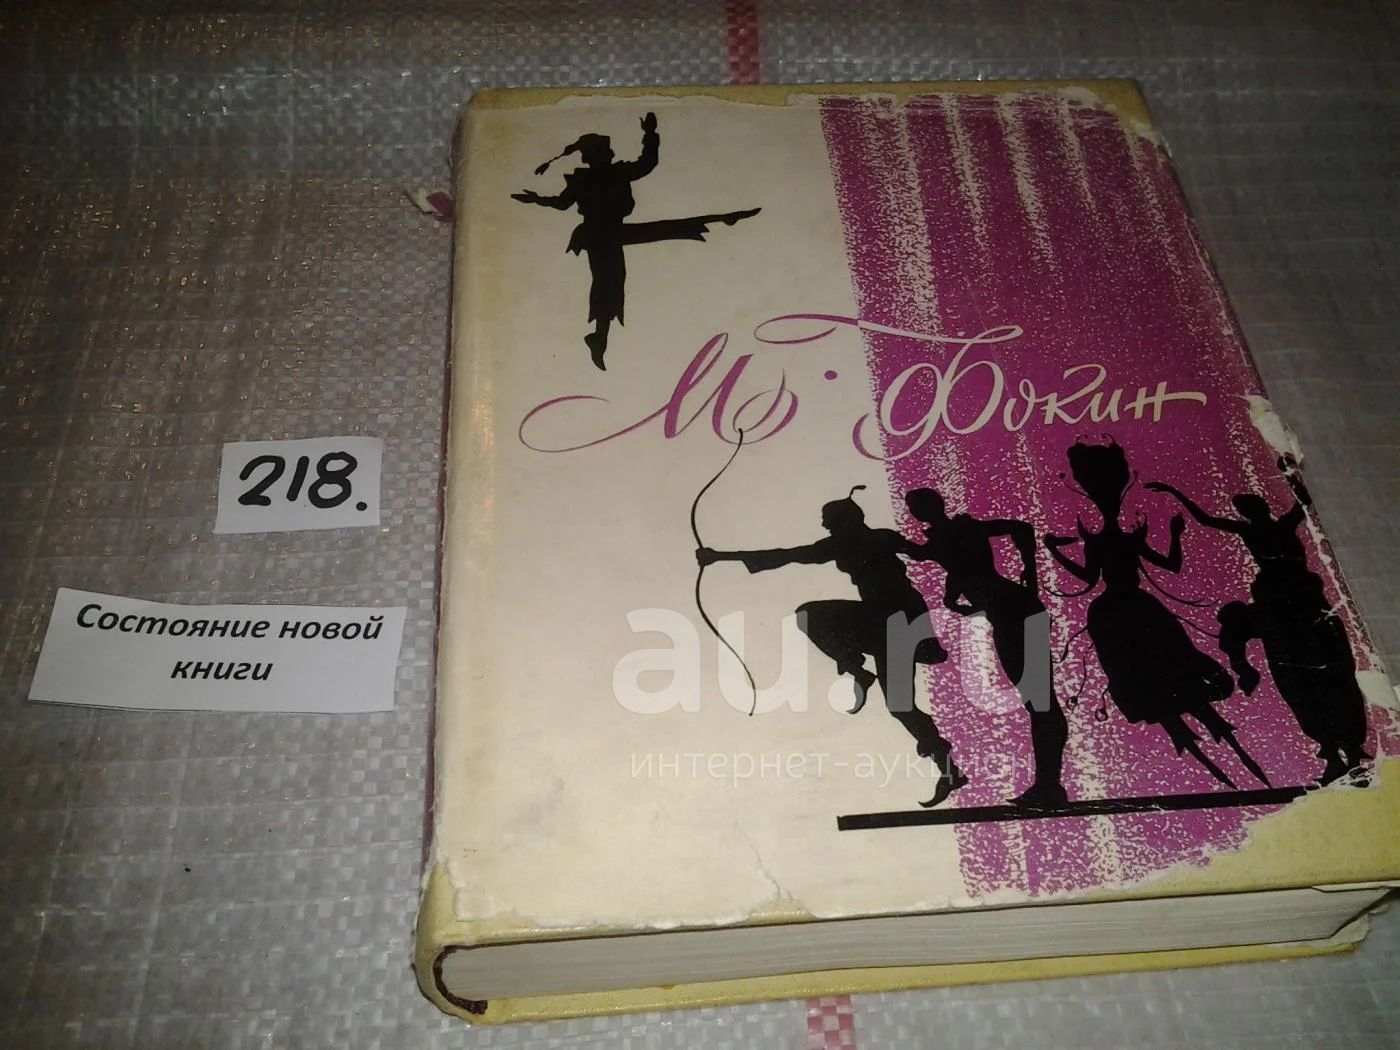 М. Фокин
218.
Состояние новой
книги
au.ru
интернет-аукцион